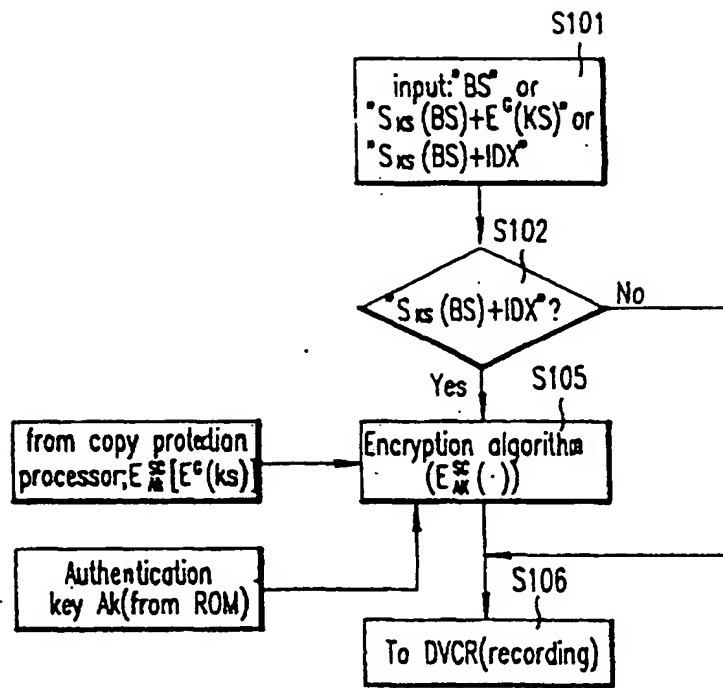 S101
input:"BS" or
"S_KS(BS)+E^G(KS)" or
"S_KS(BS)+IDX"
S102
"S_KS(BS)+IDX"?
No
Yes
S105
from copy protection
processor;E^SC_AK[E^G(ks)]
Encryption algorithm
(E^SC_AK(·))
Authentication
key Ak(from ROM)
S106
To DVCR(recording)